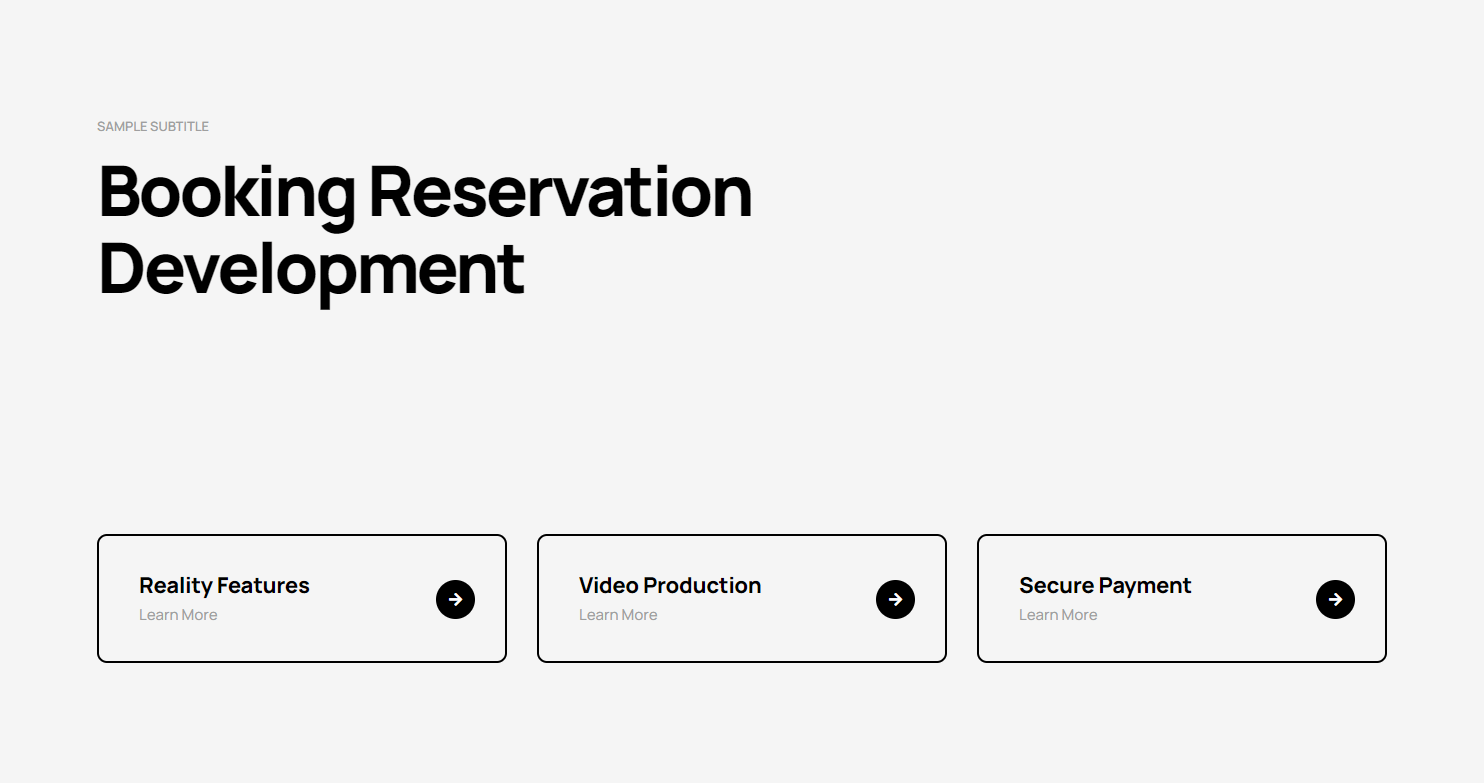 SAMPLE SUBTITLE
Booking Reservation
Development
Reality Features
Learn More
Video Production
Learn More
Secure Payment
Learn More